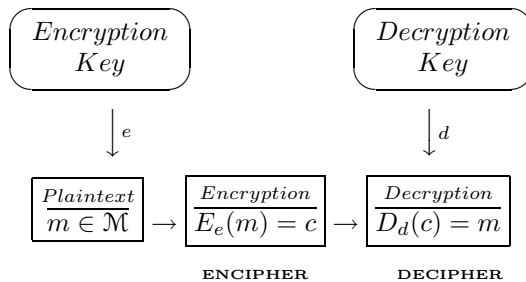 Encryption
Key
Decryption
Key
e
d
Plaintext
m ∈ ℳ
Encryption
E_e(m) = c
Decryption
D_d(c) = m
ENCIPHER
DECIPHER